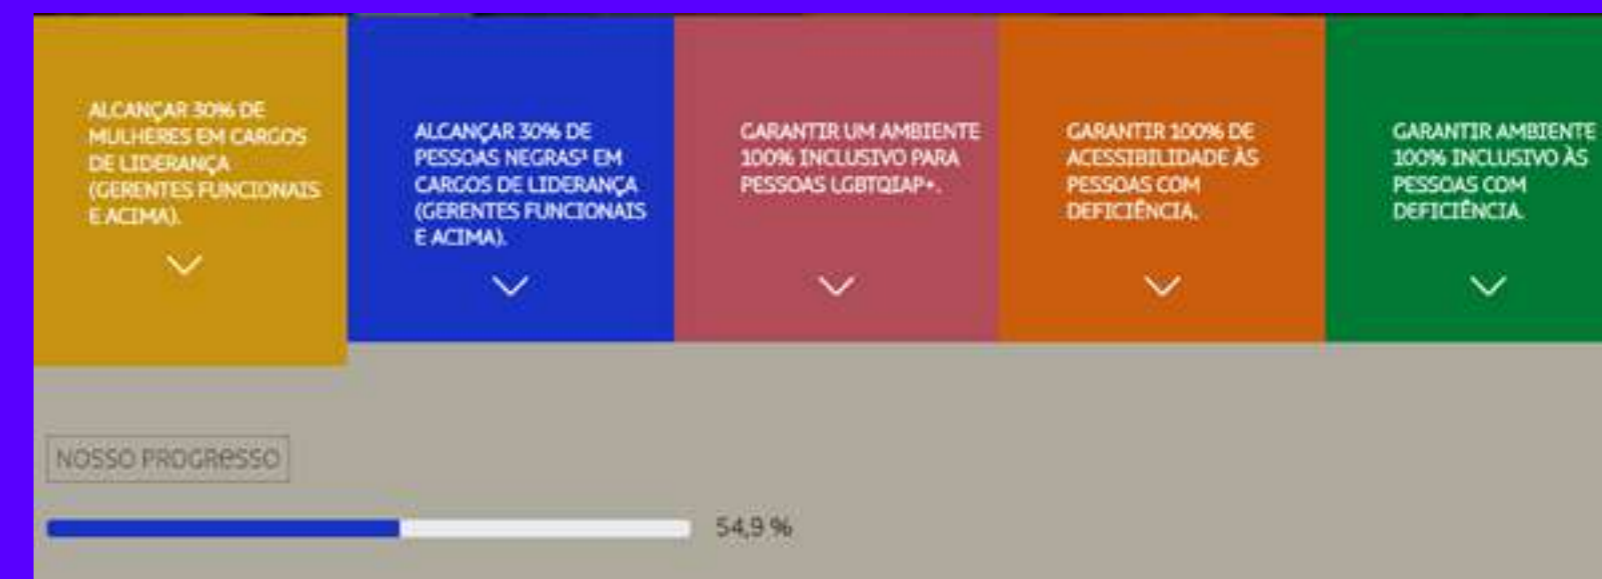 ALCANÇAR 30% DE
MULHERES EM CARGOS
DE LIDERANÇA
(GERENTES FUNCIONAIS
E ACIMA).
ALCANÇAR 30% DE
PESSOAS NEGRAS³ EM
CARGOS DE LIDERANÇA
(GERENTES FUNCIONAIS
E ACIMA).
GARANTIR UM AMBIENTE
100% INCLUSIVO PARA
PESSOAS LGBTQIAP+.
GARANTIR 100% DE
ACESSIBILIDADE ÀS
PESSOAS COM
DEFICIÊNCIA.
GARANTIR AMBIENTE
100% INCLUSIVO ÀS
PESSOAS COM
DEFICIÊNCIA.
NOSSO PROGResSO
54,9 %